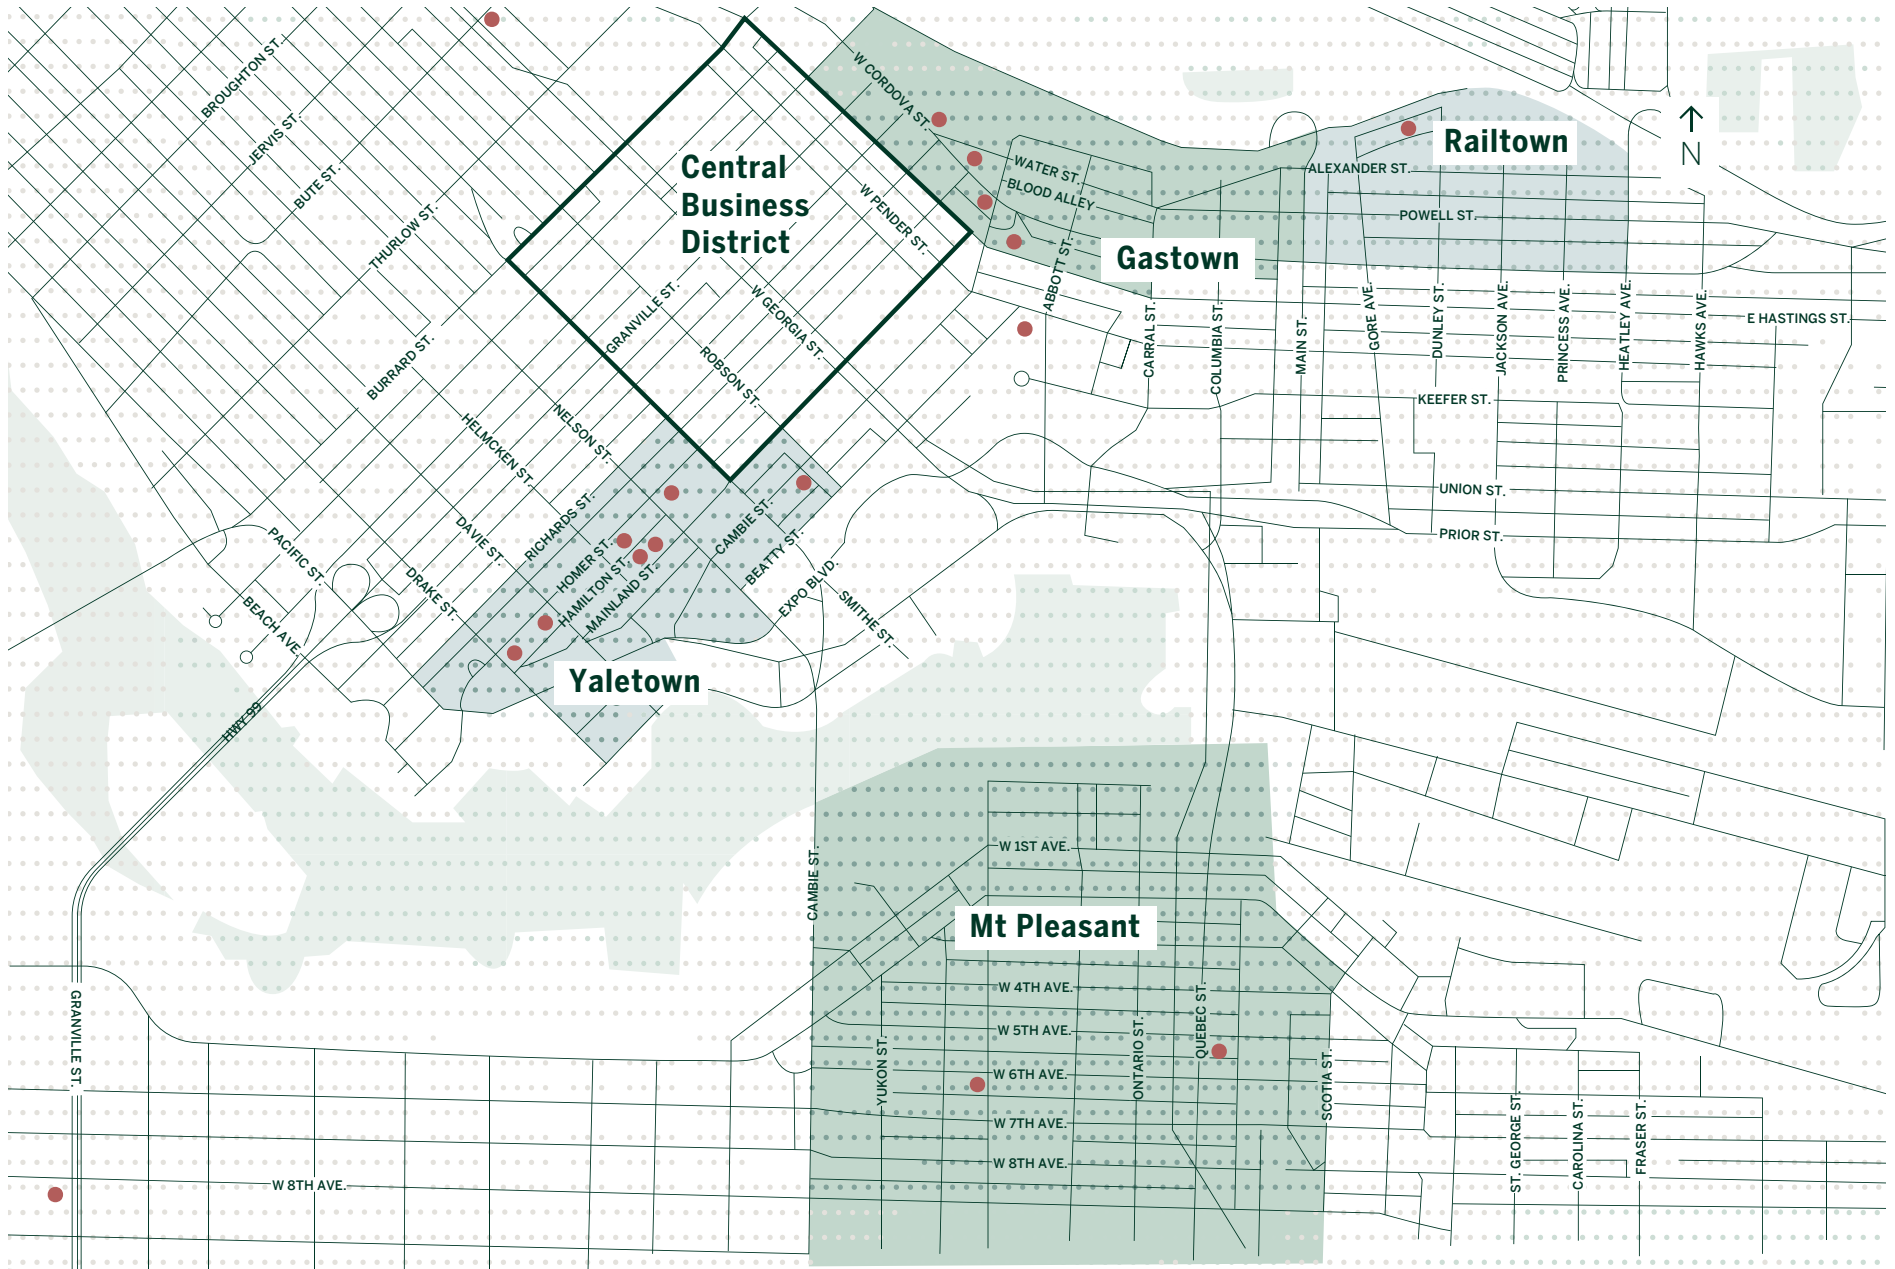 BROUGHTON ST.
JERVIS ST.
BUTE ST.
THURLOW ST.
BURRARD ST.
Central
Business
District
W CORDOVA ST.
W PENDER ST.
W GEORGIA ST.
GRANVILLE ST.
ROBSON ST.
WATER ST.
BLOOD ALLEY
Gastown
ABBOTT ST.
Railtown
N
ALEXANDER ST.
POWELL ST.
E HASTINGS ST.
CARRAL ST.
COLUMBIA ST.
MAIN ST.
GORE AVE.
DUNLEY ST.
JACKSON AVE.
PRINCESS AVE.
HEATLEY AVE.
HAWKS AVE.
KEEFER ST.
UNION ST.
PRIOR ST.
NELSON ST.
HELMCKEN ST.
DAVIE ST.
DRAKE ST.
PACIFIC ST.
BEACH AVE.
RICHARDS ST.
HOMER ST.
HAMILTON ST.
MAINLAND ST.
CAMBIE ST.
BEATTY ST.
EXPO BLVD.
SMITHE ST.
Yaletown
HWY 99
GRANVILLE ST.
W 8TH AVE.
CAMBIE ST.
W 1ST AVE.
Mt Pleasant
W 4TH AVE.
W 5TH AVE.
W 6TH AVE.
W 7TH AVE.
W 8TH AVE.
YUKON ST.
ONTARIO ST.
QUEBEC ST.
SCOTIA ST.
ST. GEORGE ST.
CAROLINA ST.
FRASER ST.